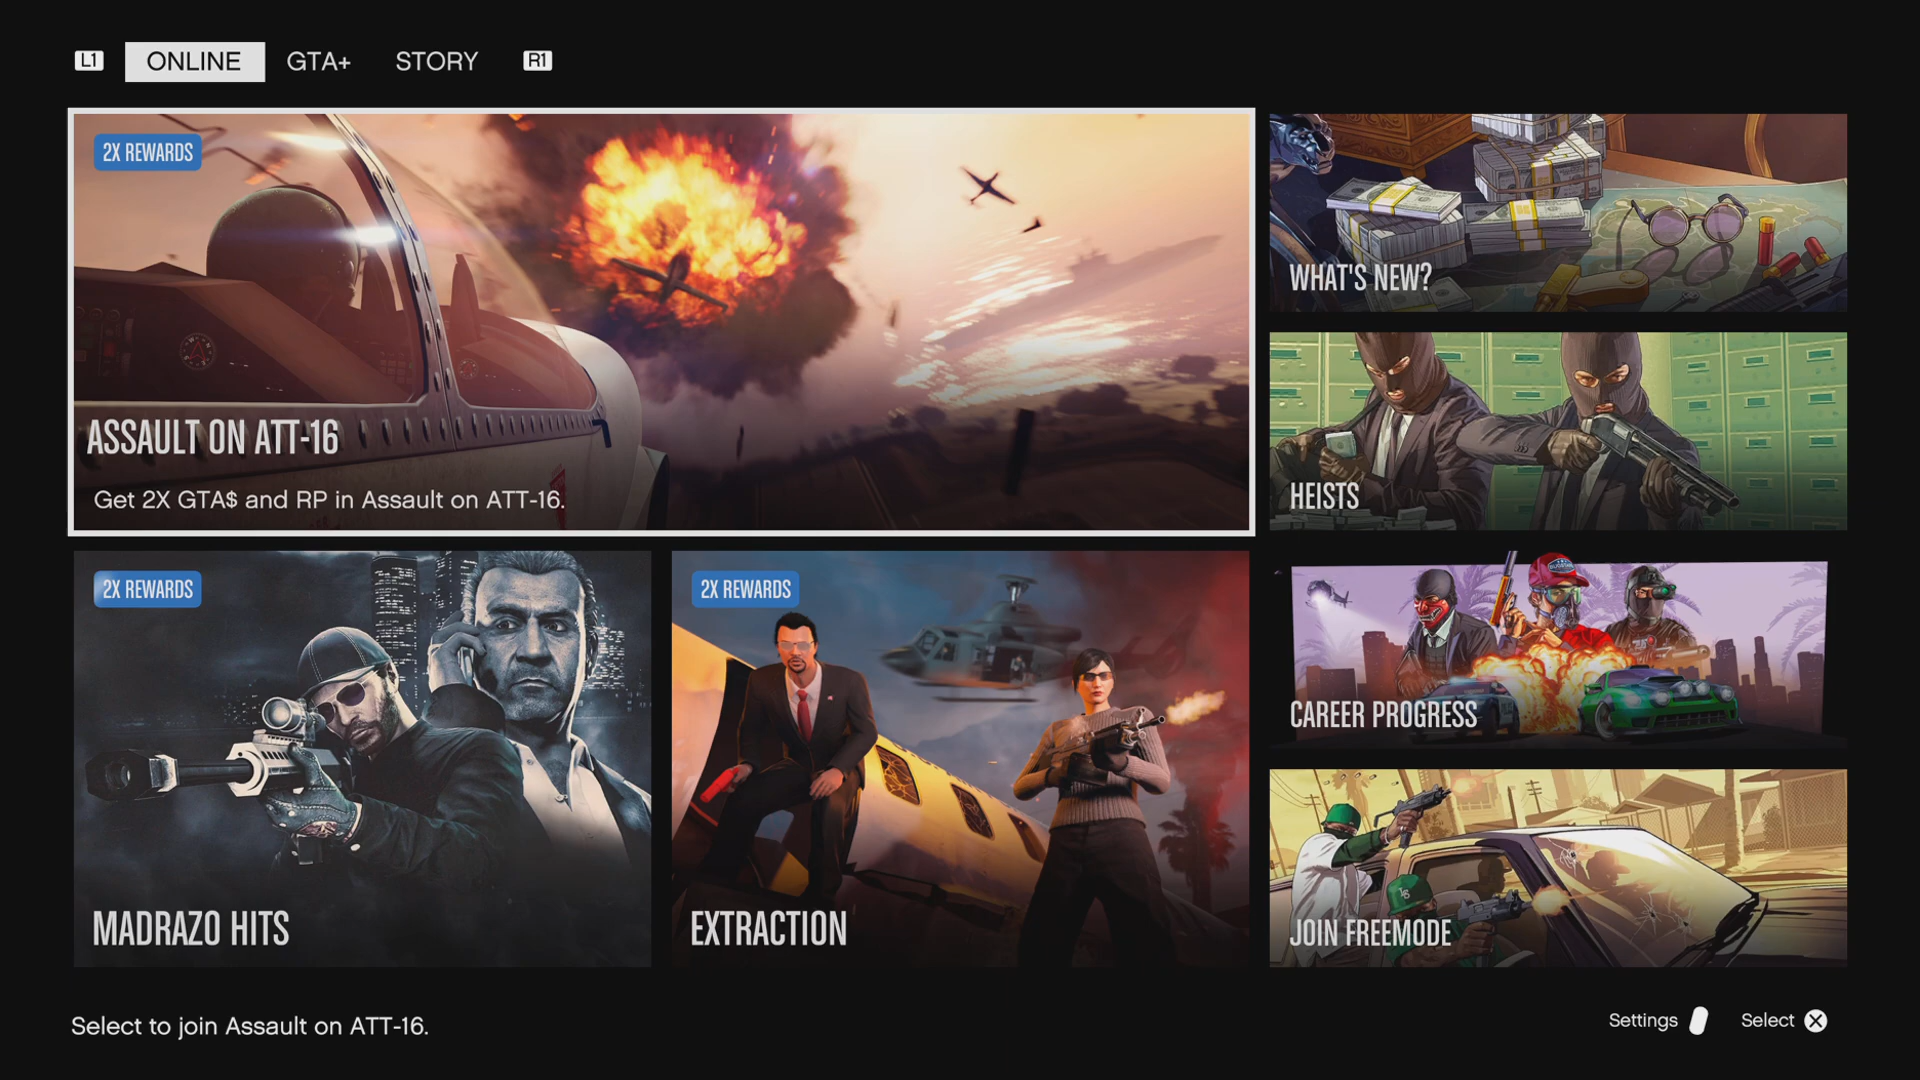 L1 ONLINE GTA+ STORY R1
2X REWARDS
ASSAULT ON ATT-16
Get 2X GTA$ and RP in Assault on ATT-16.
WHAT'S NEW?
HEISTS
2X REWARDS
MADRAZO HITS
2X REWARDS
EXTRACTION
CAREER PROGRESS
JOIN FREEMODE
Select to join Assault on ATT-16.
Settings Select